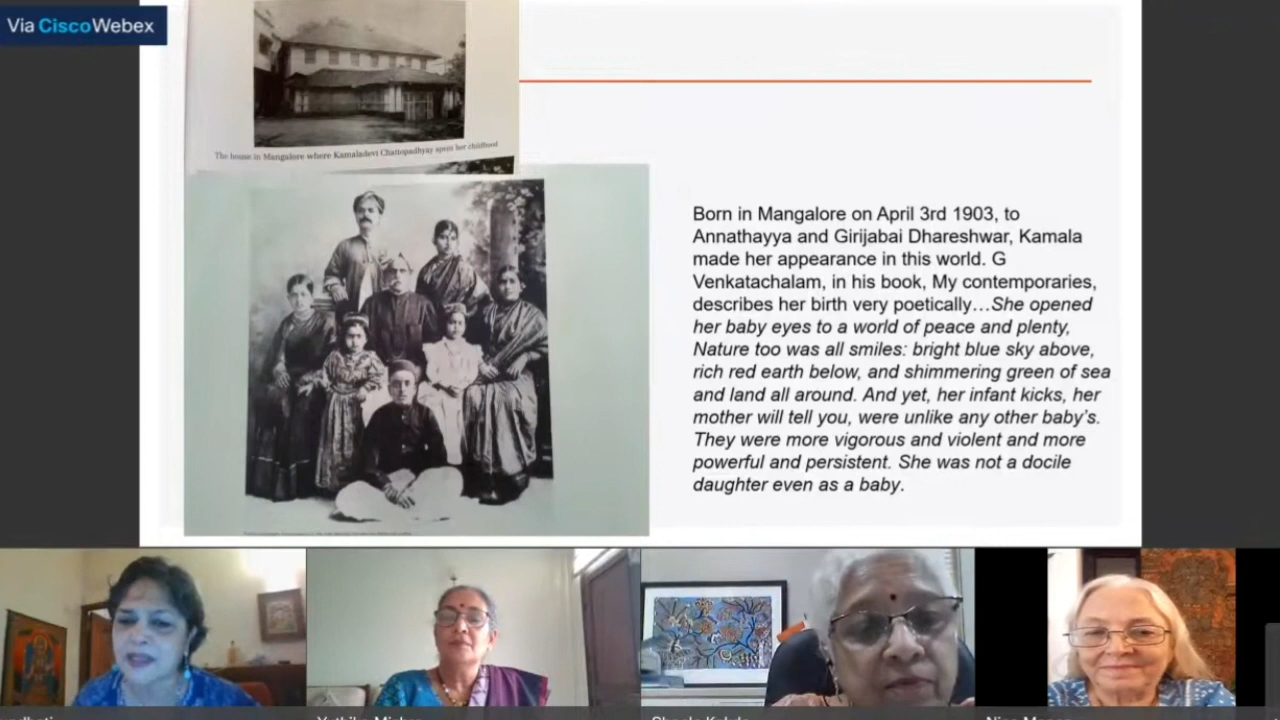 Via CiscoWebex
The house in Mangalore where Kamaladevi Chattopadhyay spent her childhood
Born in Mangalore on April 3rd 1903, to
Annathayya and Girijabai Dhareshwar, Kamala
made her appearance in this world. G
Venkatachalam, in his book, My contemporaries,
describes her birth very poetically…She opened
her baby eyes to a world of peace and plenty,
Nature too was all smiles: bright blue sky above,
rich red earth below, and shimmering green of sea
and land all around. And yet, her infant kicks, her
mother will tell you, were unlike any other baby's.
They were more vigorous and violent and more
powerful and persistent. She was not a docile
daughter even as a baby.